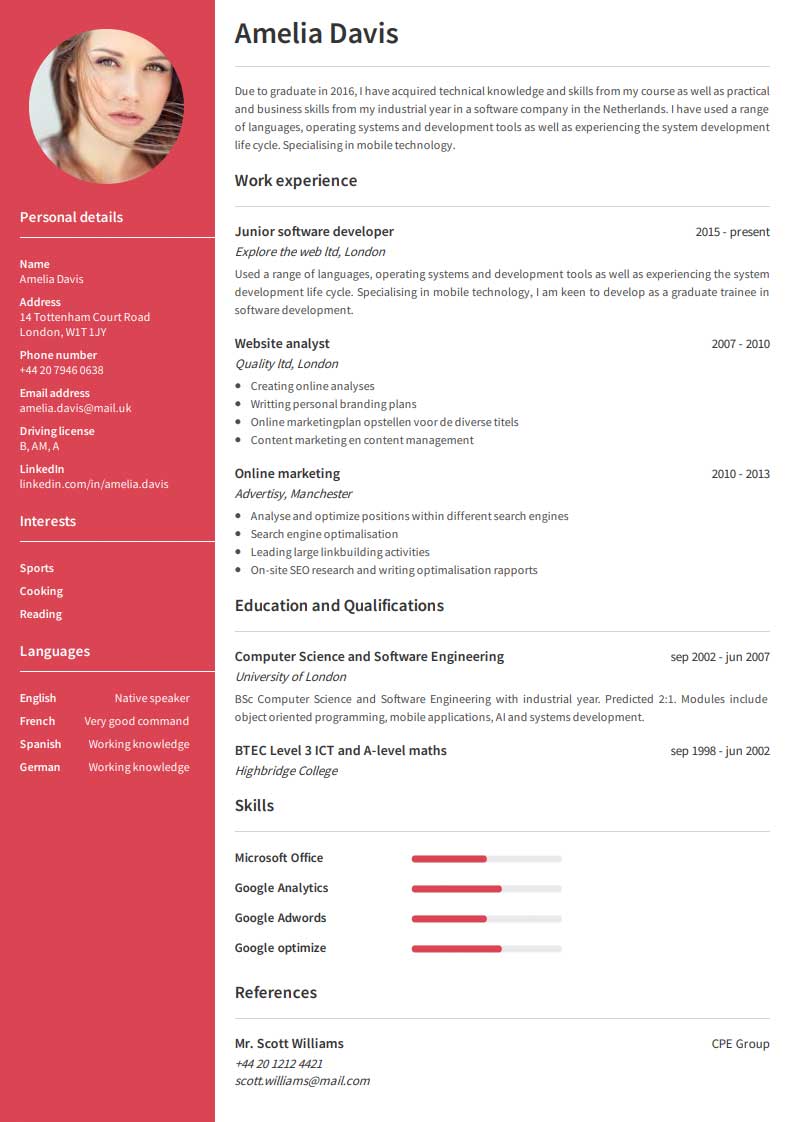 Amelia Davis
Due to graduate in 2016, I have acquired technical knowledge and skills from my course as well as practical
and business skills from my industrial year in a software company in the Netherlands. I have used a range
of languages, operating systems and development tools as well as experiencing the system development
life cycle. Specialising in mobile technology.
Personal details
Name
Amelia Davis
Address
14 Tottenham Court Road
London, W1T 1JY
Phone number
+44 20 7946 0638
Email address
amelia.davis@mail.uk
Driving license
B, AM, A
LinkedIn
linkedin.com/in/amelia.davis
Interests
Sports
Cooking
Reading
Languages
English Native speaker
French Very good command
Spanish Working knowledge
German Working knowledge
Work experience
Junior software developer 2015 - present
Explore the web ltd, London
Used a range of languages, operating systems and development tools as well as experiencing the system
development life cycle. Specialising in mobile technology, I am keen to develop as a graduate trainee in
software development.
Website analyst 2007 - 2010
Quality ltd, London
• Creating online analyses
• Writting personal branding plans
• Online marketingplan opstellen voor de diverse titels
• Content marketing en content management
Online marketing 2010 - 2013
Advertisy, Manchester
• Analyse and optimize positions within different search engines
• Search engine optimalisation
• Leading large linkbuilding activities
• On-site SEO research and writing optimalisation rapports
Education and Qualifications
Computer Science and Software Engineering sep 2002 - jun 2007
University of London
BSc Computer Science and Software Engineering with industrial year. Predicted 2:1. Modules include
object oriented programming, mobile applications, AI and systems development.
BTEC Level 3 ICT and A-level maths sep 1998 - jun 2002
Highbridge College
Skills
Microsoft Office
Google Analytics
Google Adwords
Google optimize
References
Mr. Scott Williams CPE Group
+44 20 1212 4421
scott.williams@mail.com